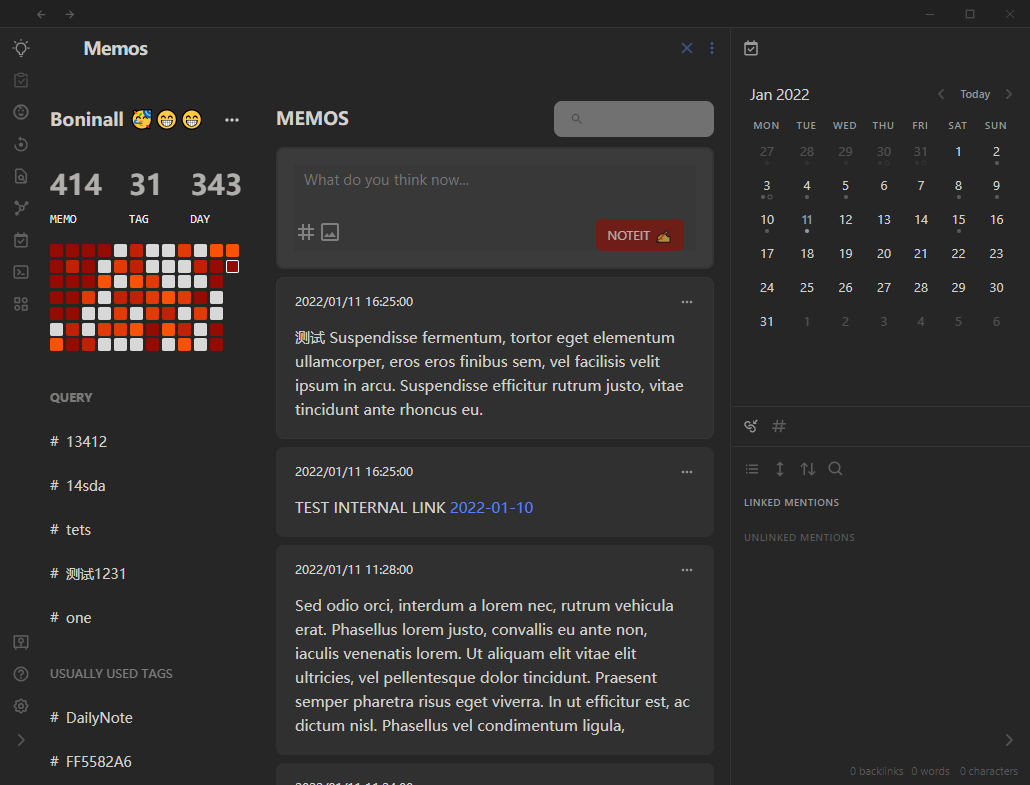 Memos
Boninall 🥳😁😁
414 31 343
MEMO TAG DAY
QUERY
# 13412
# 14sda
# tets
# 测试1231
# one
USUALLY USED TAGS
# DailyNote
# FF5582A6
MEMOS
What do you think now...
NOTEIT ✍
2022/01/11 16:25:00
测试 Suspendisse fermentum, tortor eget elementum
ullamcorper, eros eros finibus sem, vel facilisis velit
ipsum in arcu. Suspendisse efficitur rutrum justo, vitae
tincidunt ante rhoncus eu.
2022/01/11 16:25:00
TEST INTERNAL LINK 2022-01-10
2022/01/11 11:28:00
Sed odio orci, interdum a lorem nec, rutrum vehicula
erat. Phasellus lorem justo, convallis eu ante non,
iaculis venenatis lorem. Ut aliquam elit vitae elit
ultricies, vel pellentesque dolor tincidunt. Praesent
semper pharetra risus eget viverra. In ut efficitur est, ac
dictum nisl. Phasellus vel condimentum ligula,
Jan 2022 Today
MON TUE WED THU FRI SAT SUN
27 28 29 30 31 1 2
3 4 5 6 7 8 9
10 11 12 13 14 15 16
17 18 19 20 21 22 23
24 25 26 27 28 29 30
31 1 2 3 4 5 6
LINKED MENTIONS
UNLINKED MENTIONS
0 backlinks 0 words 0 characters